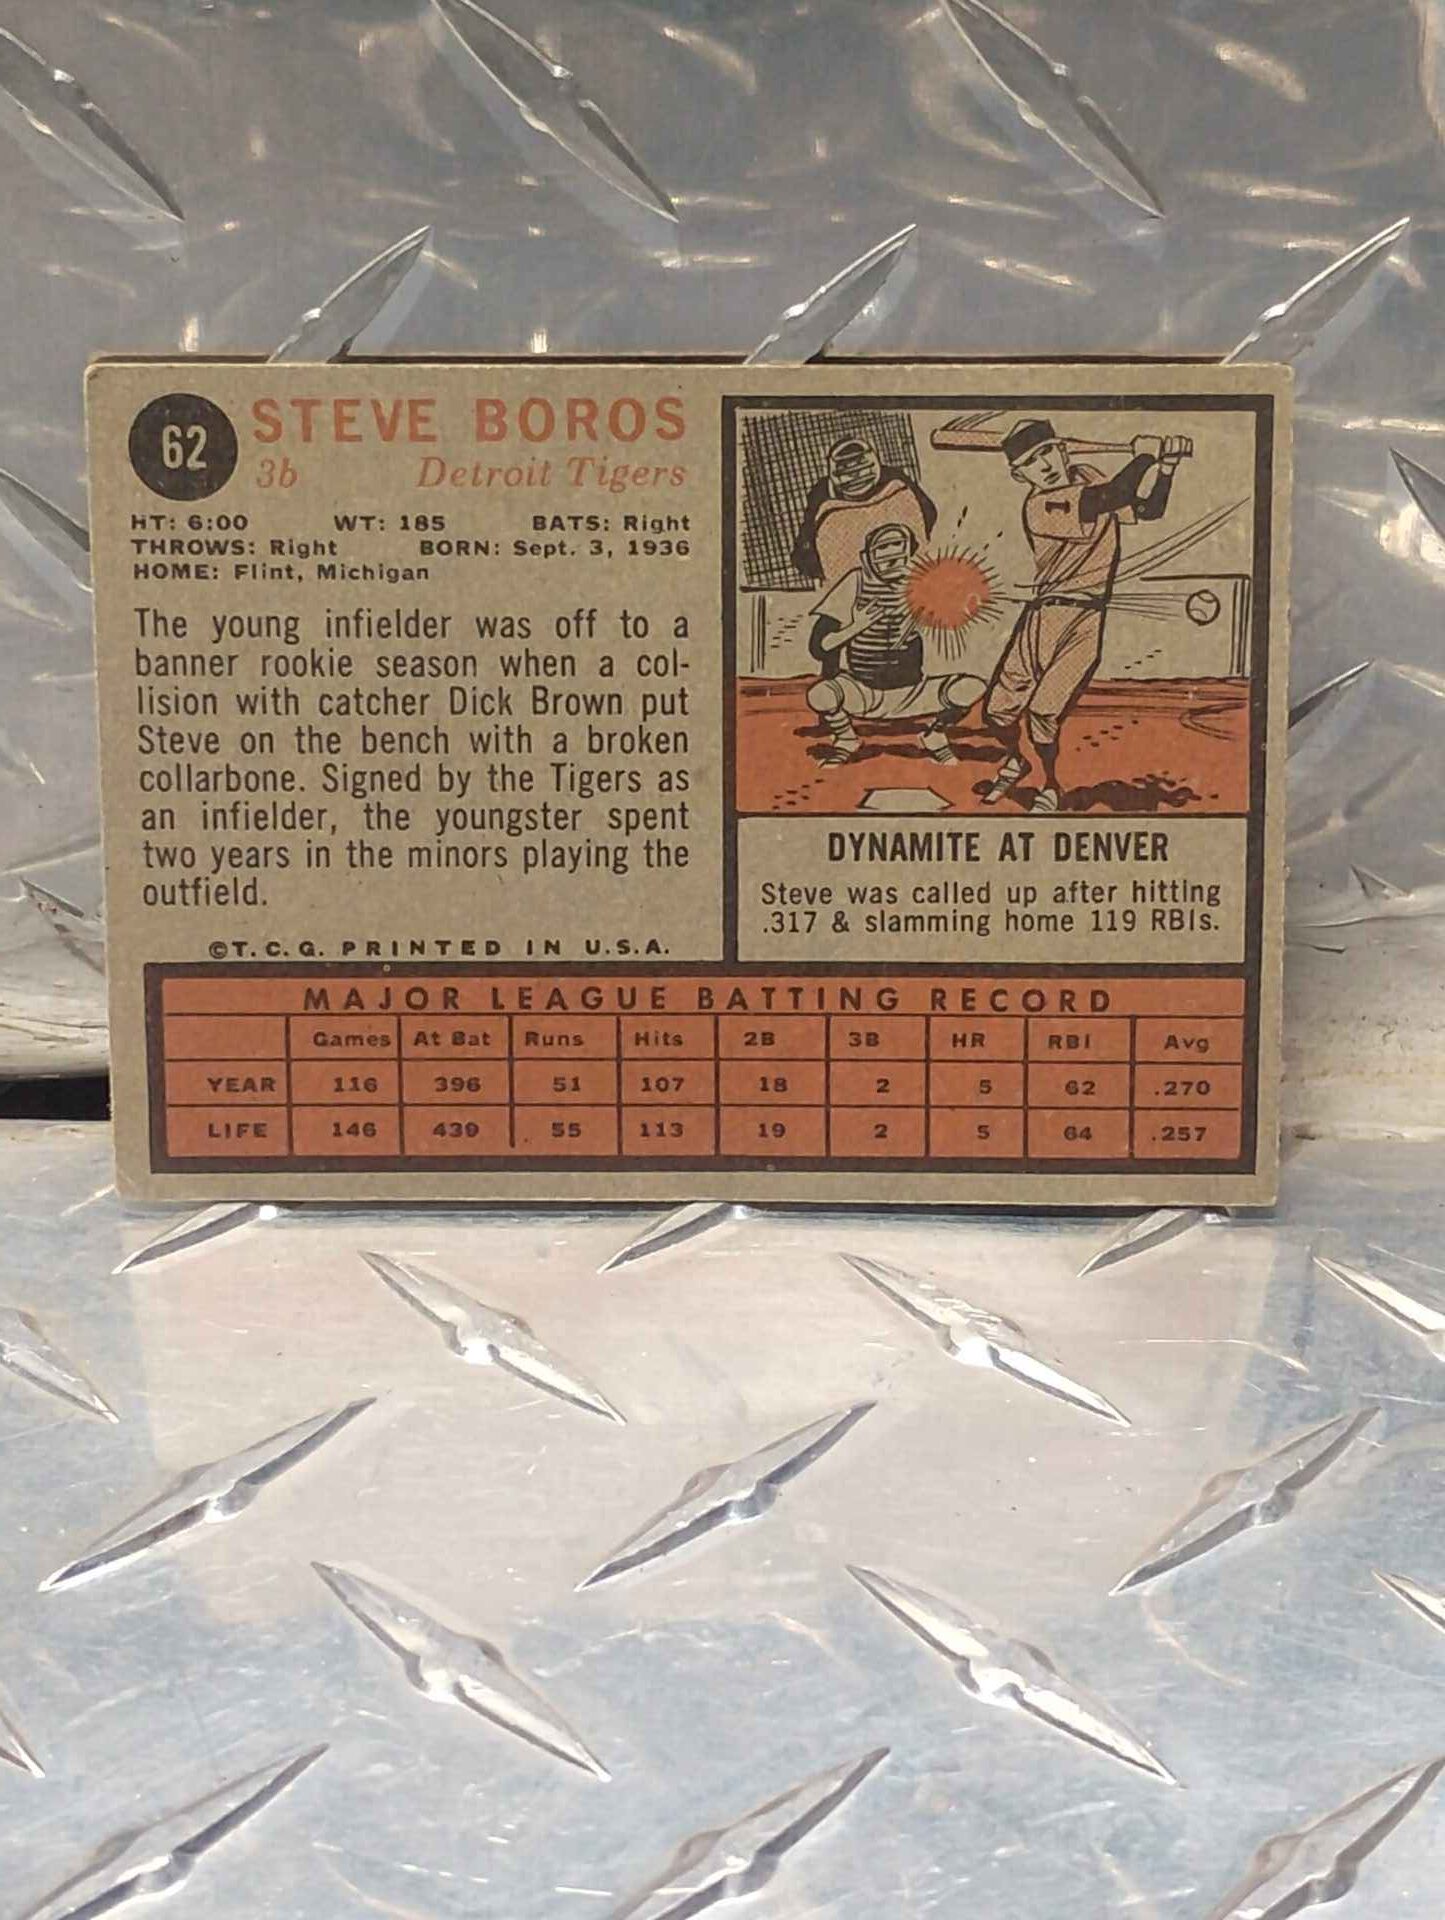 62 STEVE BOROS
3b Detroit Tigers
HT: 6:00 WT: 185 BATS: Right
THROWS: Right BORN: Sept. 3, 1936
HOME: Flint, Michigan
The young infielder was off to a
banner rookie season when a col-
lision with catcher Dick Brown put
Steve on the bench with a broken
collarbone. Signed by the Tigers as
an infielder, the youngster spent
two years in the minors playing the
outfield.
©T.C.G. PRINTED IN U.S.A.
1
DYNAMITE AT DENVER
Steve was called up after hitting
.317 & slamming home 119 RBIs.
MAJOR LEAGUE BATTING RECORD
Games At Bat Runs Hits 2B 3B HR RBI Avg
YEAR 116 396 51 107 18 2 5 62 .270
LIFE 146 439 55 113 19 2 5 64 .257